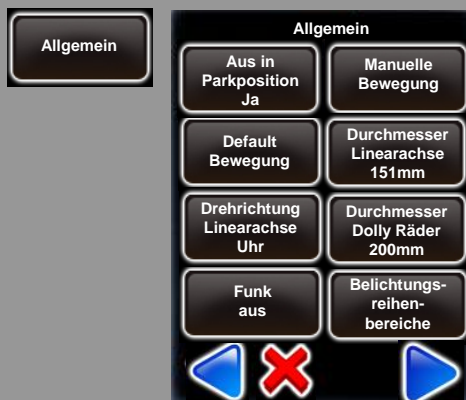 Allgemein
Allgemein
Aus in
Parkposition
Ja
Manuelle
Bewegung
Default
Bewegung
Durchmesser
Linearachse
151mm
Drehrichtung
Linearachse
Uhr
Durchmesser
Dolly Räder
200mm
Funk
aus
Belichtungs-
reihen-
bereiche